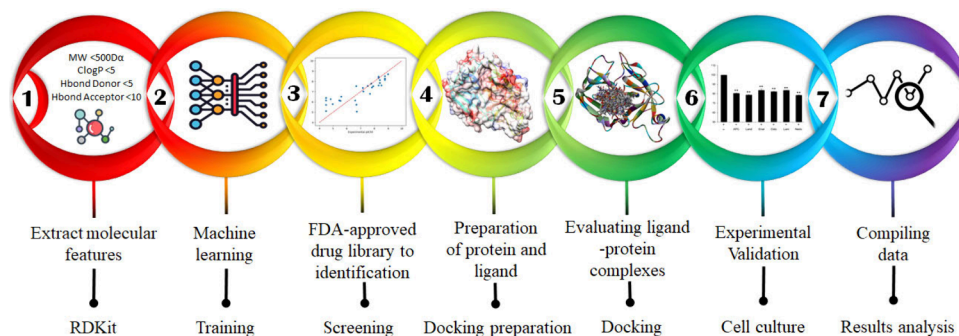 MW <500Dα
ClogP <5
Hbond Donor <5
Hbond Acceptor <10
1
2
3
4
5
6
7
Extract molecular
features
Machine
learning
FDA-approved
drug library to
identification
Preparation
of protein and
ligand
Evaluating ligand
-protein
complexes
Experimental
Validation
Compiling
data
RDKit
Training
Screening
Docking preparation
Docking
Cell culture
Results analysis